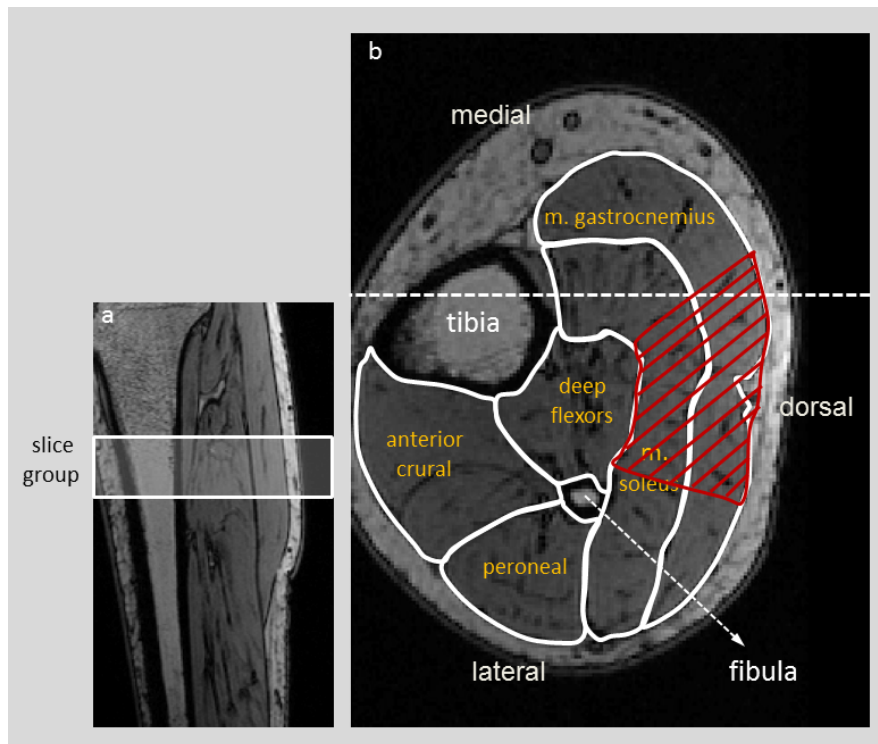 a
slice
group
b
medial
m. gastrocnemius
tibia
deep
flexors
dorsal
anterior
crural
m.
soleus
peroneal
lateral
fibula